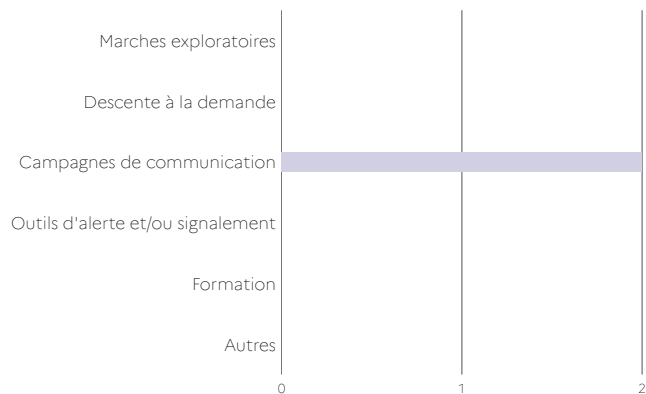 Marches exploratoires
Descente à la demande
Campagnes de communication
Outils d'alerte et/ou signalement
Formation
Autres
0 1 2